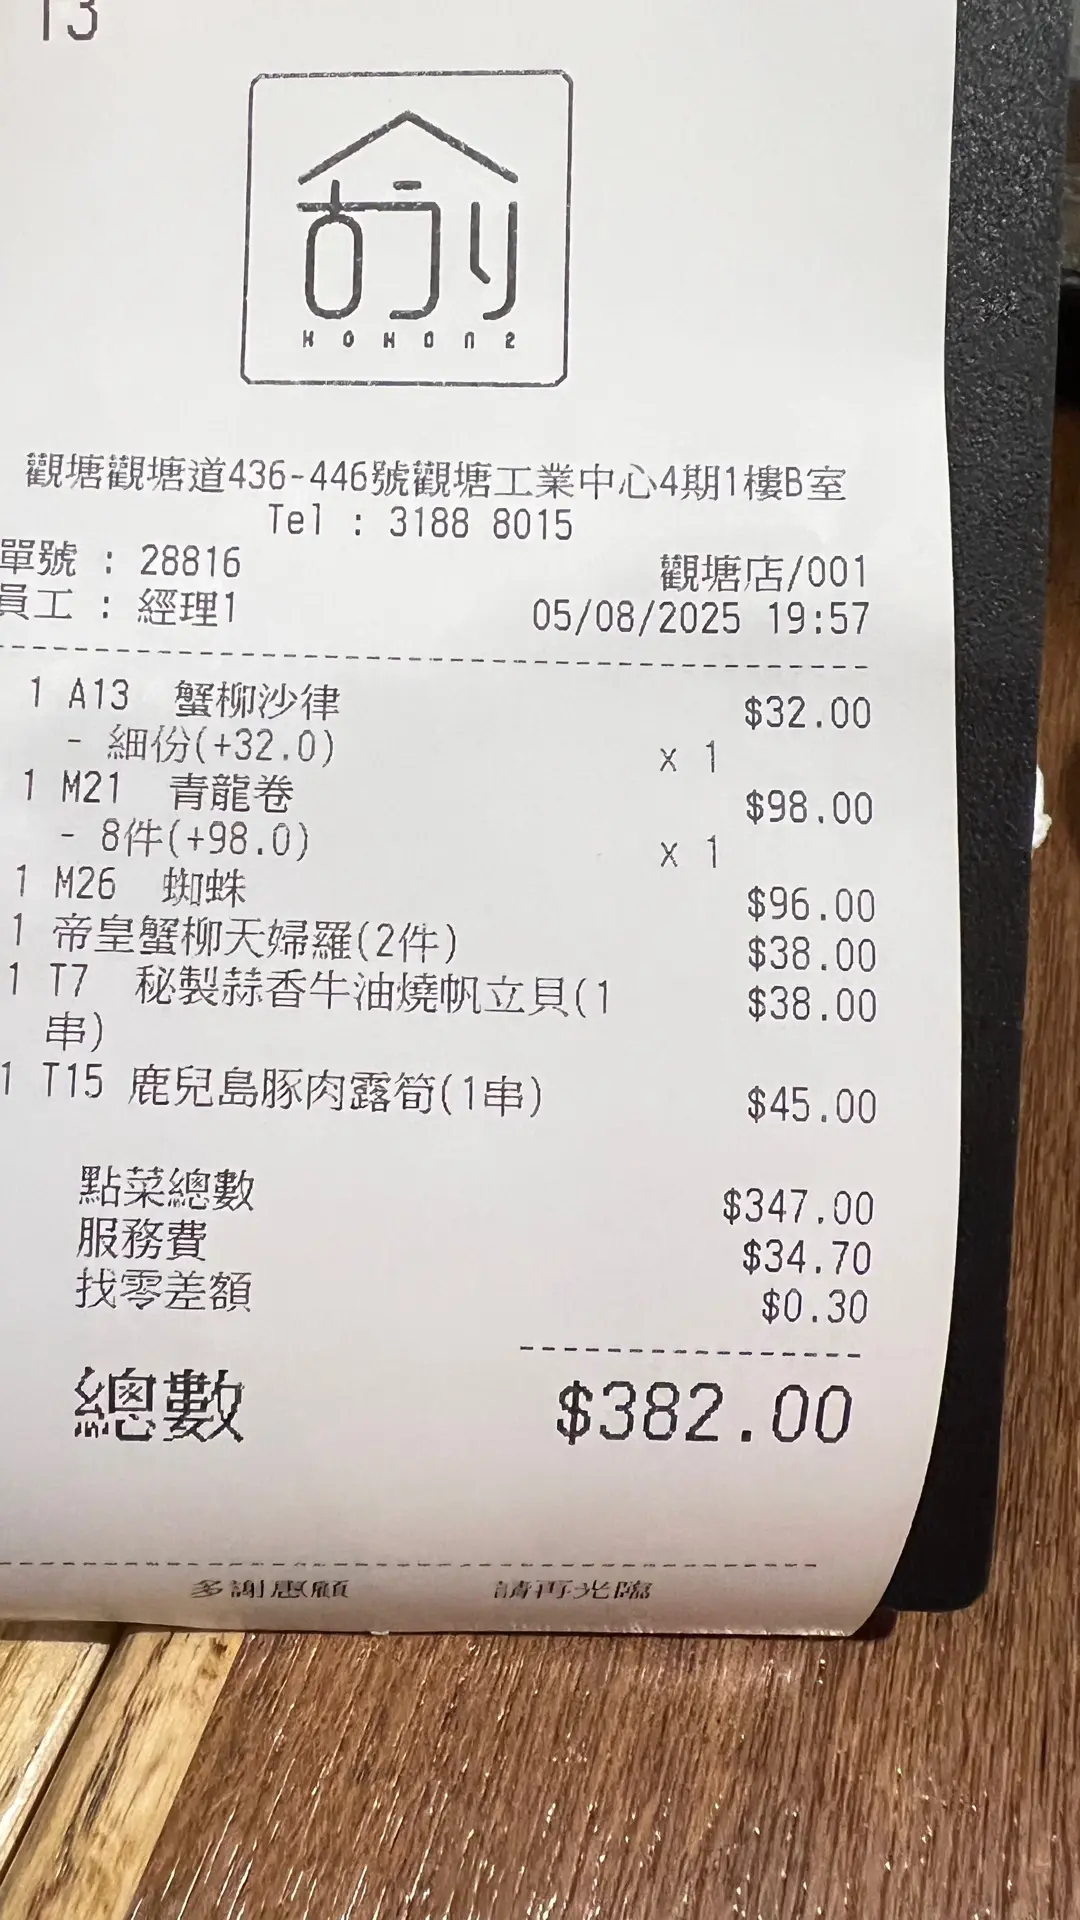 13
KOHAN2
觀塘觀塘道436-446號觀塘工業中心4期1樓B室
Tel : 3188 8015
單號 : 28816 觀塘店/001
員工 : 經理1 05/08/2025 19:57
1 A13 蟹柳沙律 $32.00
- 細份(+32.0) x 1
1 M21 青龍卷 $98.00
- 8件(+98.0) x 1
1 M26 蜘蛛 $96.00
1 帝皇蟹柳天婦羅(2件) $38.00
1 T7 秘製蒜香牛油燒帆立貝(1 $38.00
串)
1 T15 鹿兒島豚肉露筍(1串) $45.00
點菜總數 $347.00
服務費 $34.70
找零差額 $0.30
總數 $382.00
多謝惠顧 請再光臨